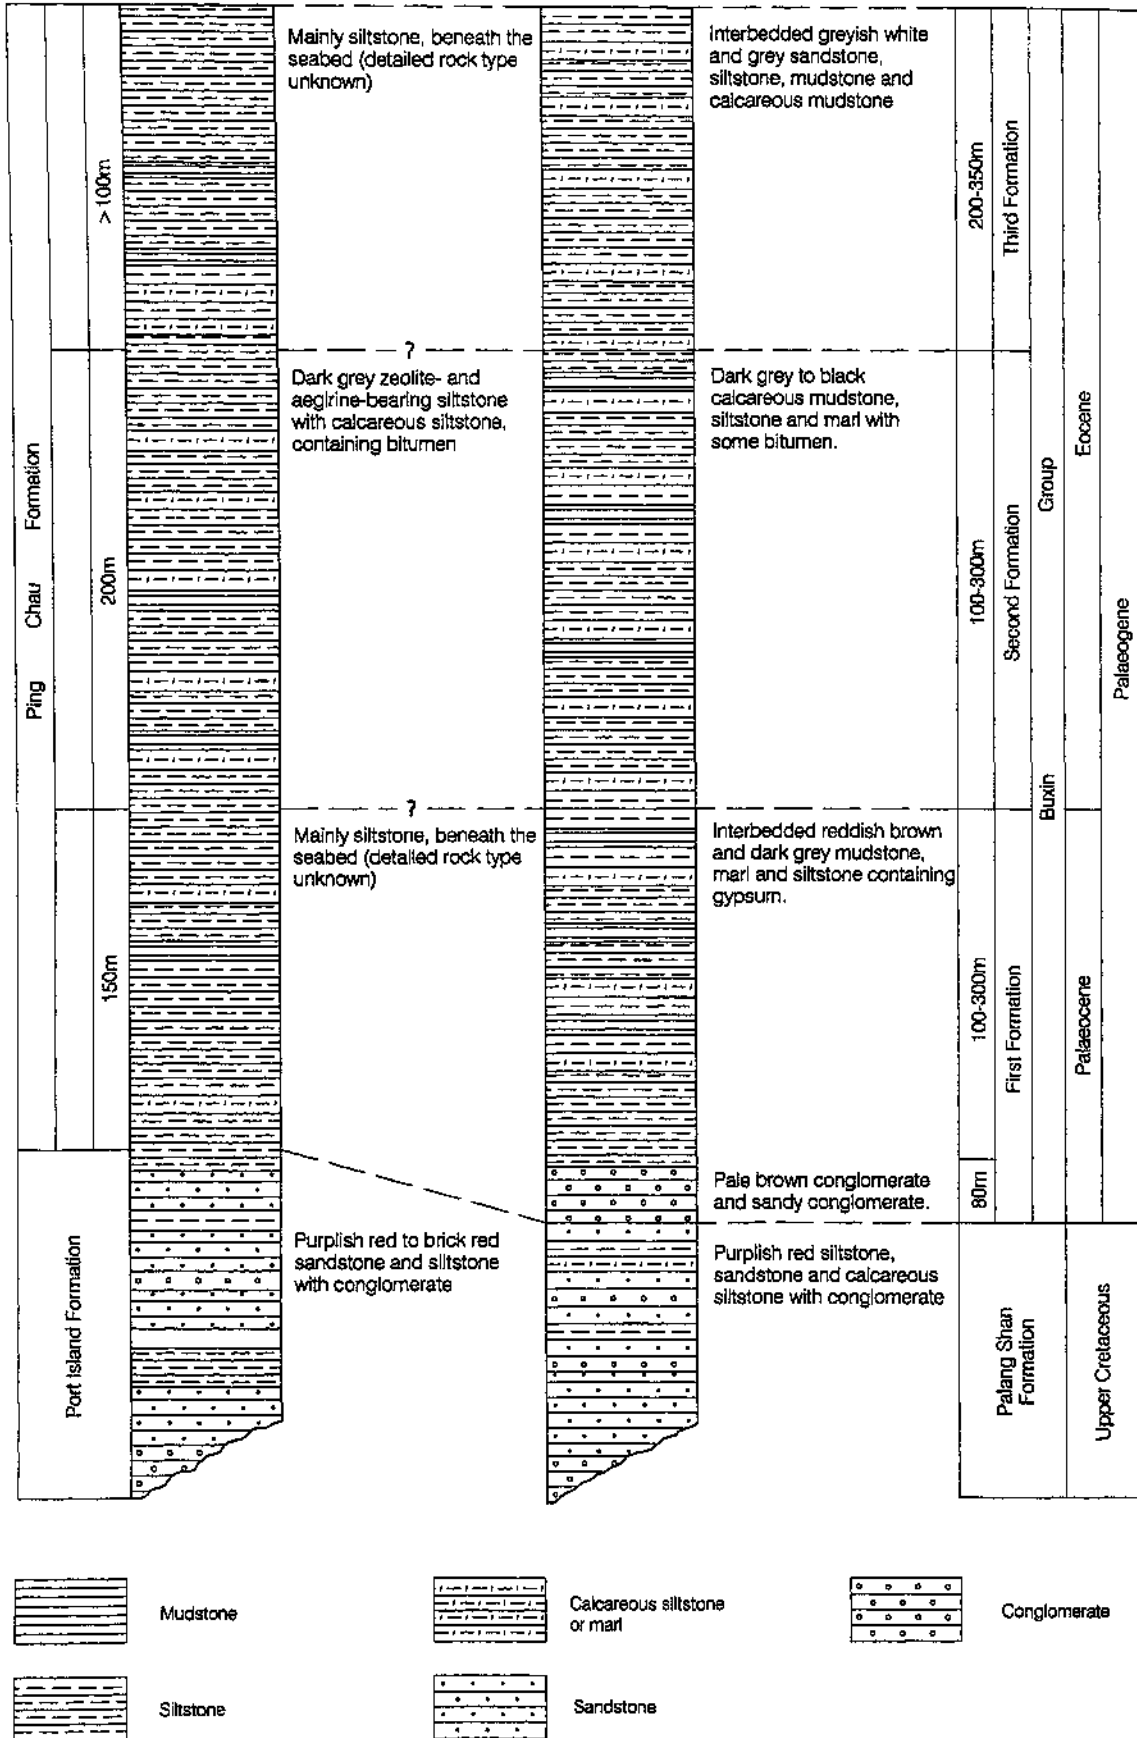 Mainly siltstone, beneath the
seabed (detailed rock type
unknown)
Interbedded greyish white
and grey sandstone,
siltstone, mudstone and
calcareous mudstone
> 100m
200-350m
Third Formation
?
Dark grey zeolite- and
aegirine-bearing siltstone
with calcareous siltstone,
containing bitumen
Dark grey to black
calcareous mudstone,
siltstone and marl with
some bitumen.
Ping Chau Formation
200m
100-300m
Second Formation
Buxin Group
Eocene
Palaeogene
?
Mainly siltstone, beneath the
seabed (detailed rock type
unknown)
Interbedded reddish brown
and dark grey mudstone,
marl and siltstone containing
gypsum.
150m
100-300m
First Formation
Palaeocene
Pale brown conglomerate
and sandy conglomerate.
80m
Port Island Formation
Purplish red to brick red
sandstone and siltstone
with conglomerate
Purplish red siltstone,
sandstone and calcareous
siltstone with conglomerate
Palang Shan
Formation
Upper Cretaceous
Mudstone
Calcareous siltstone
or marl
Conglomerate
Siltstone
Sandstone